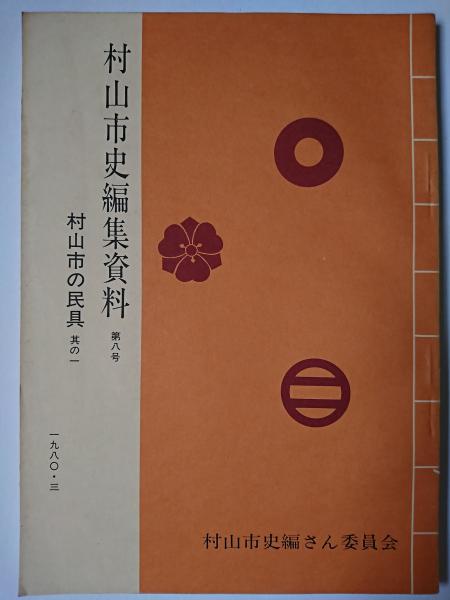 村山市史編集資料 第八号
村山市の民具 其の一
一九八〇・三
村山市史編さん委員会